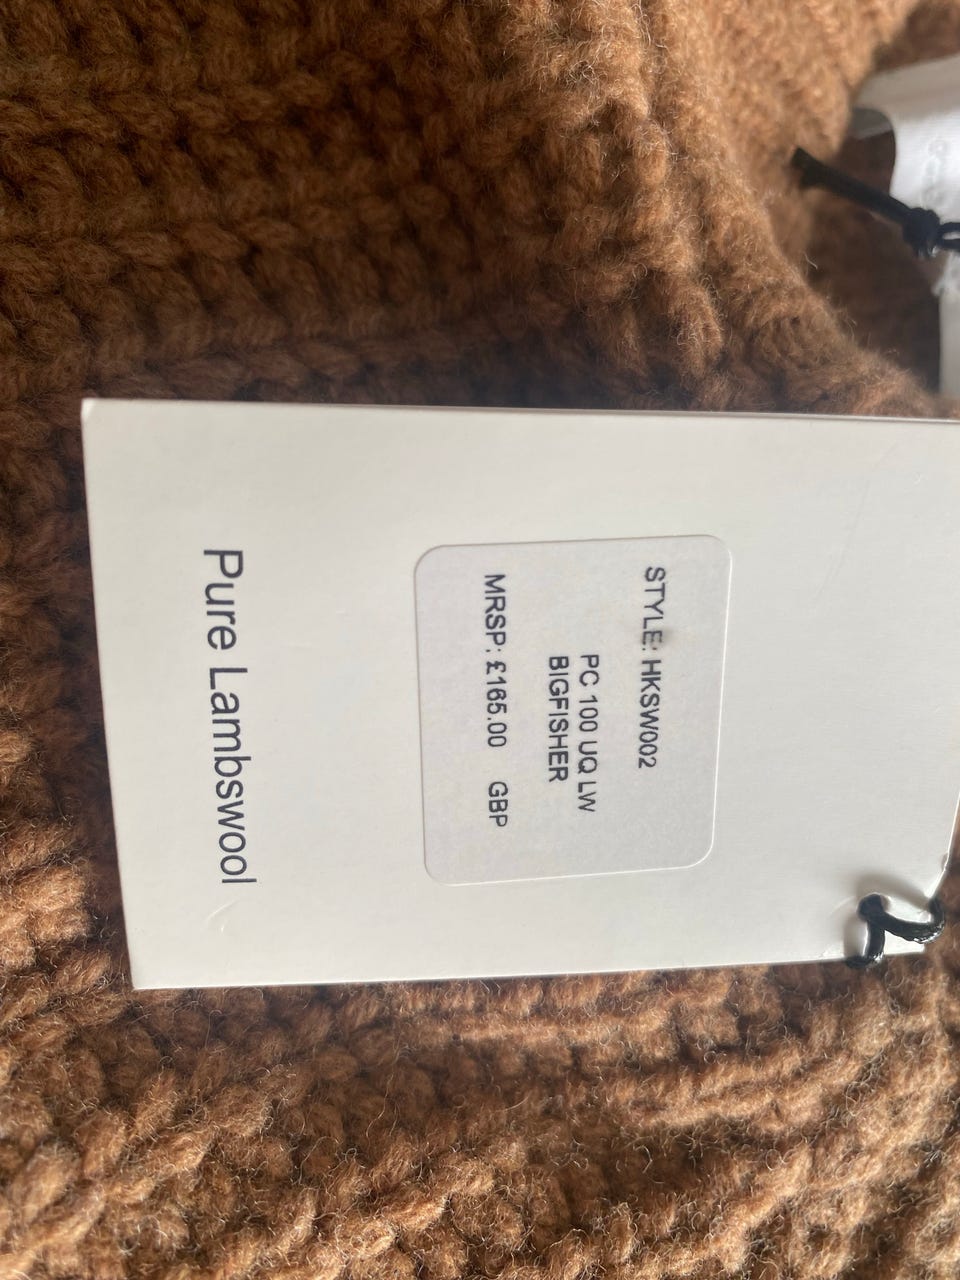 STYLE: HKSW002
PC 100 UQ LW
BIGFISHER
MRSP: £165.00 GBP
Pure Lambswool